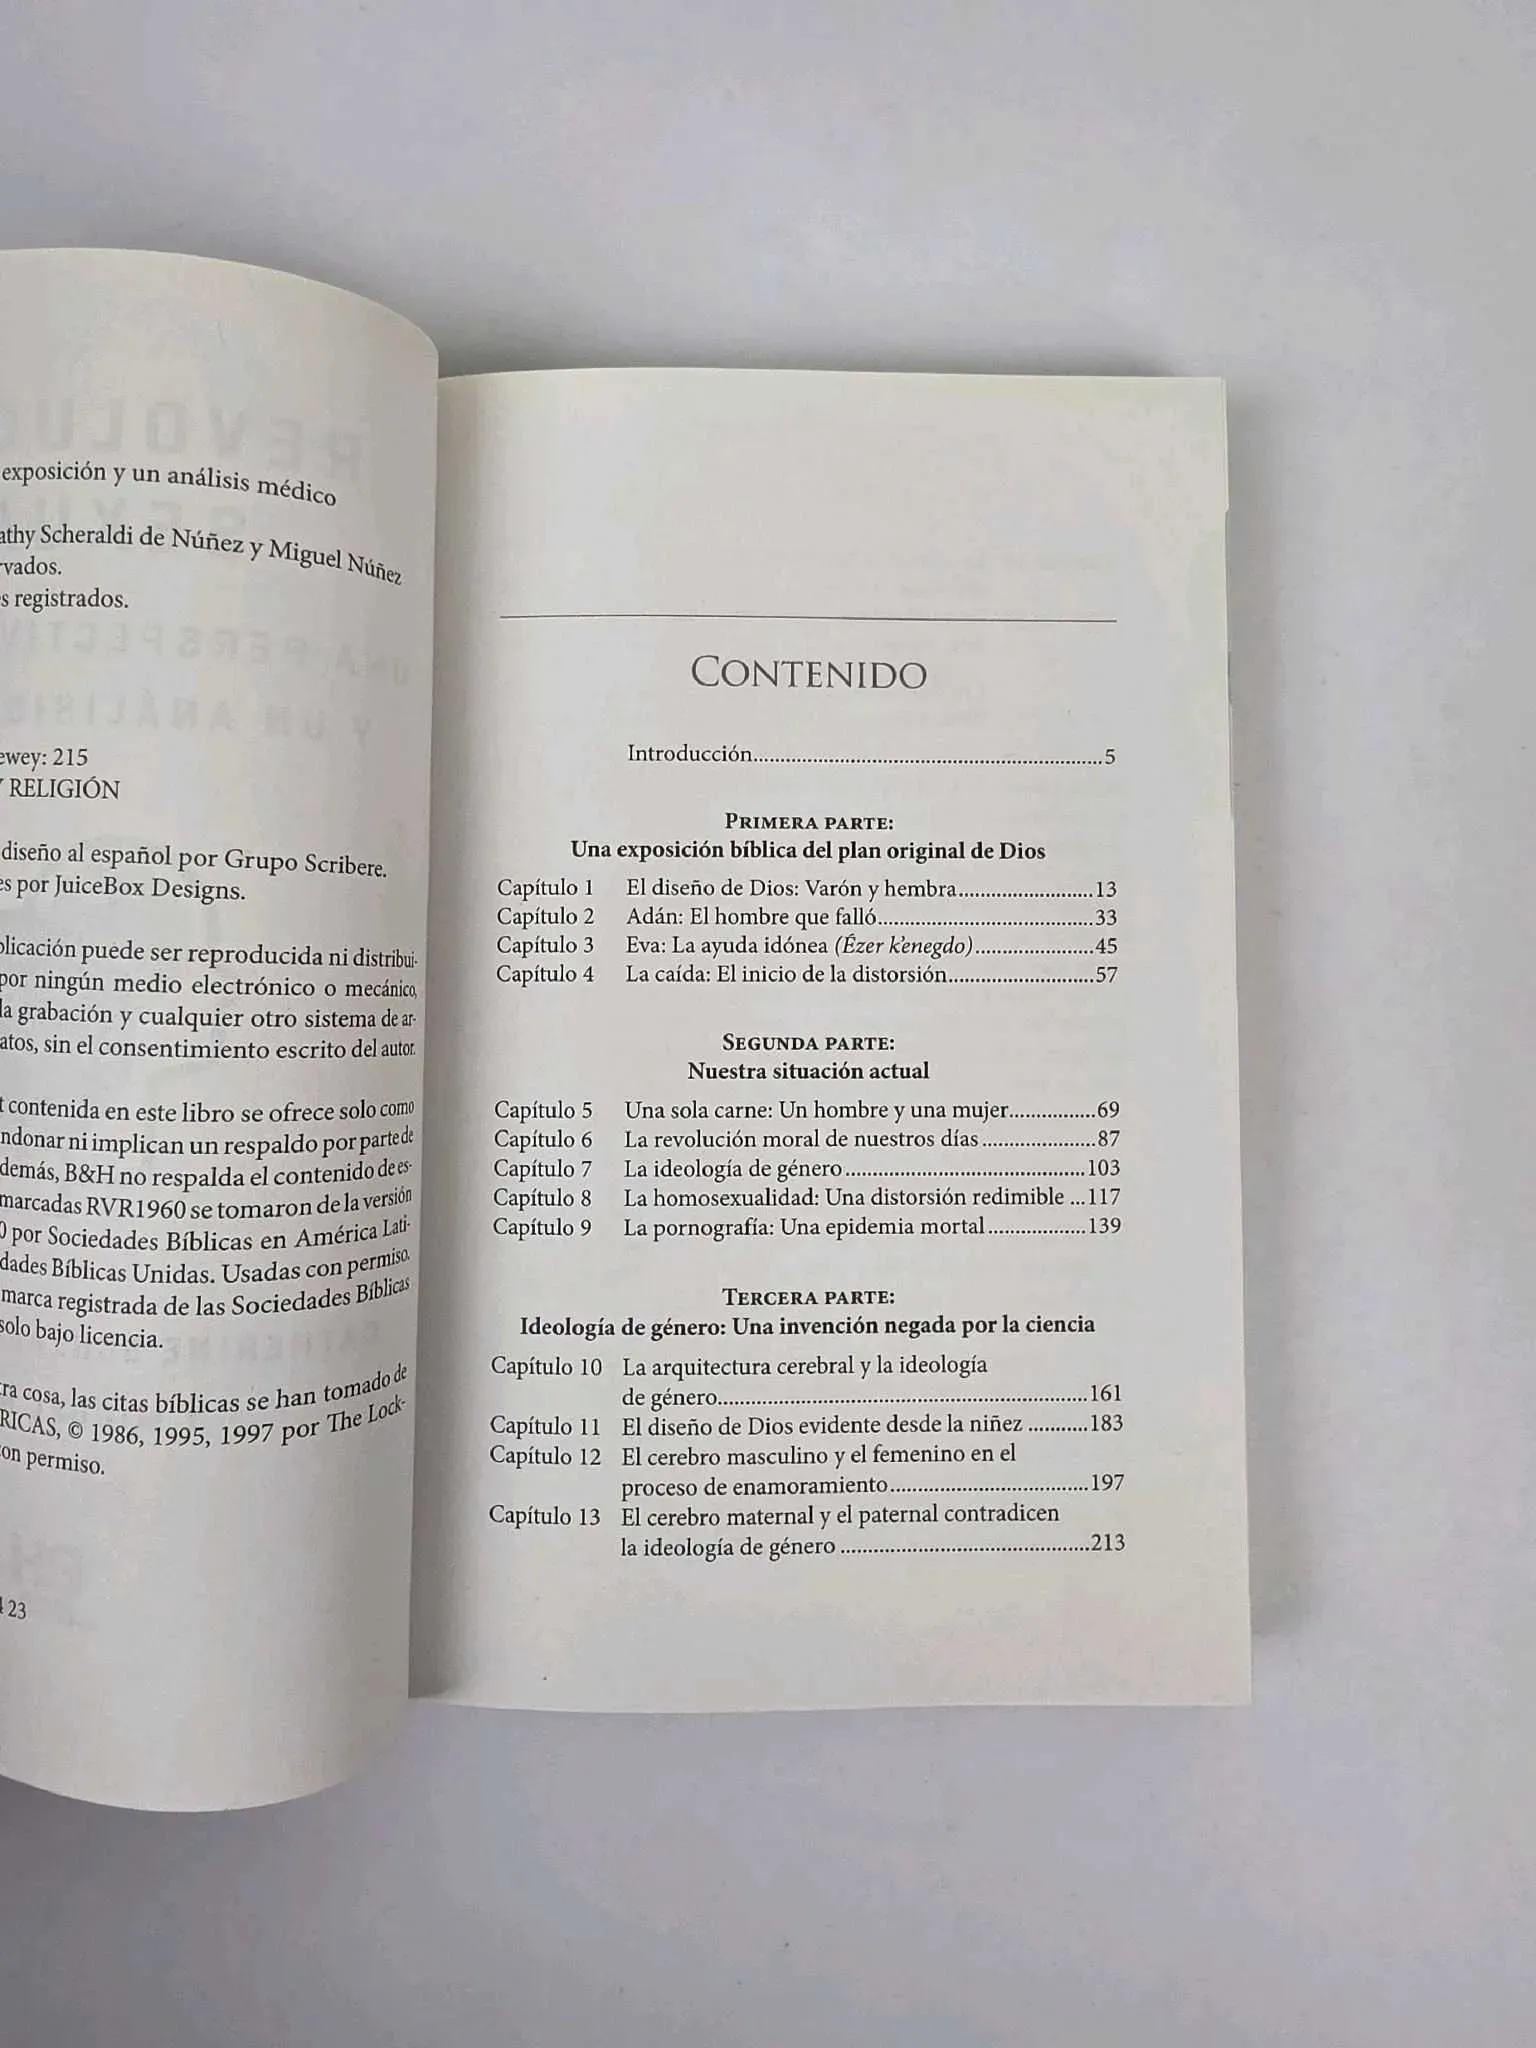 exposición y un análisis médico
Scheraldi de Núñez y Miguel Núñez
registrados.
215
RELIGIÓN
diseño al español por Grupo Scribere.
por JuiceBox Designs.
puede ser reproducida ni distribui-
por ningún medio electrónico o mecánico,
la grabación y cualquier otro sistema de ar-
sin el consentimiento escrito del autor.
contenida en este libro se ofrece solo como
ni implican un respaldo por parte de
B&H no respalda el contenido de es-
marcadas RVR1960 se tomaron de la versión
por Sociedades Bíblicas en América Lati-
Bíblicas Unidas. Usadas con permiso.
marca registrada de las Sociedades Bíblicas
solo bajo licencia.
cosa, las citas bíblicas se han tomado de
© 1986, 1995, 1997 por The Lock-
permiso.
23
CONTENIDO
Introducción.................................................................5
PRIMERA PARTE:
Una exposición bíblica del plan original de Dios
Capítulo 1 El diseño de Dios: Varón y hembra.........................13
Capítulo 2 Adán: El hombre que falló........................................33
Capítulo 3 Eva: La ayuda idónea (Ézer k'enegdo)......................45
Capítulo 4 La caída: El inicio de la distorsión...........................57
SEGUNDA PARTE:
Nuestra situación actual
Capítulo 5 Una sola carne: Un hombre y una mujer................69
Capítulo 6 La revolución moral de nuestros días.....................87
Capítulo 7 La ideología de género............................................103
Capítulo 8 La homosexualidad: Una distorsión redimible ...117
Capítulo 9 La pornografía: Una epidemia mortal..................139
TERCERA PARTE:
Ideología de género: Una invención negada por la ciencia
Capítulo 10 La arquitectura cerebral y la ideología
de género....................................................................161
Capítulo 11 El diseño de Dios evidente desde la niñez ...........183
Capítulo 12 El cerebro masculino y el femenino en el
proceso de enamoramiento.....................................197
Capítulo 13 El cerebro maternal y el paternal contradicen
la ideología de género ..............................................213